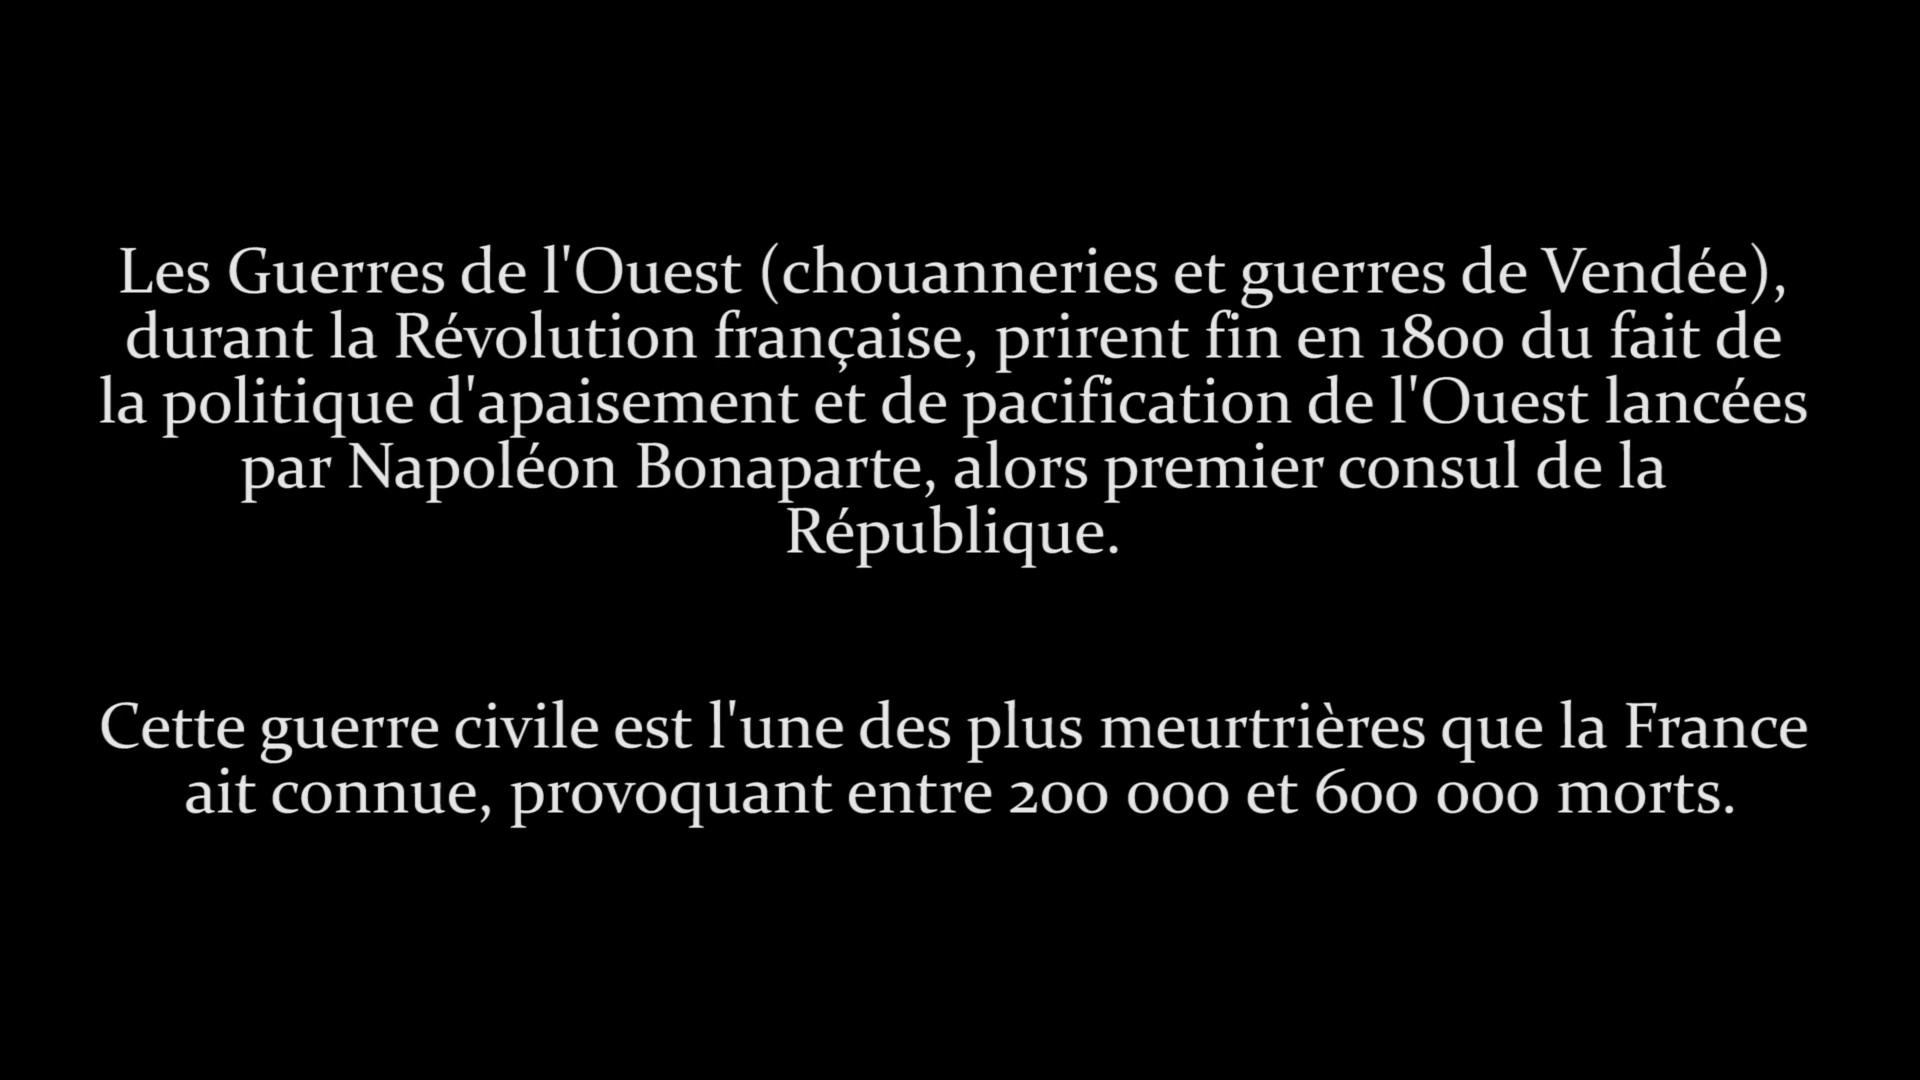 Les Guerres de l'Ouest (chouanneries et guerres de Vendée),
durant la Révolution française, prirent fin en 1800 du fait de
la politique d'apaisement et de pacification de l'Ouest lancées
par Napoléon Bonaparte, alors premier consul de la
République.
Cette guerre civile est l'une des plus meurtrières que la France
ait connue, provoquant entre 200 000 et 600 000 morts.